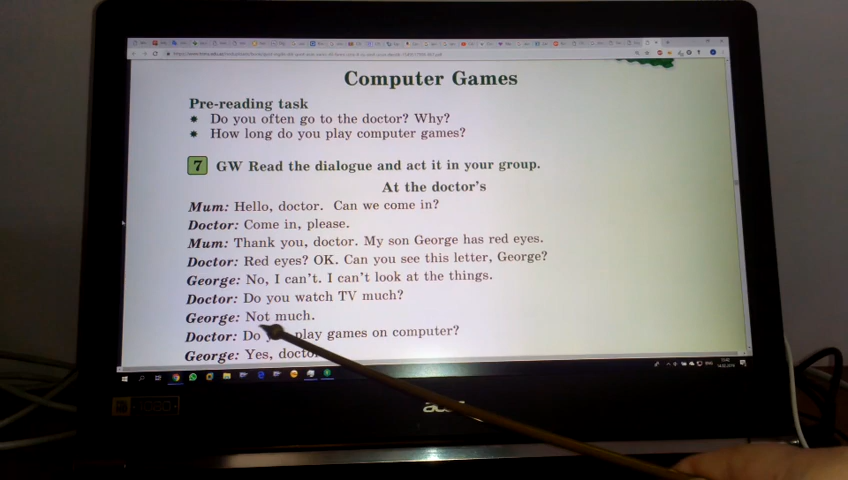 Computer Games
Pre-reading task
* Do you often go to the doctor? Why?
* How long do you play computer games?
7 GW Read the dialogue and act it in your group.
At the doctor's
Mum: Hello, doctor. Can we come in?
Doctor: Come in, please.
Mum: Thank you, doctor. My son George has red eyes.
Doctor: Red eyes? OK. Can you see this letter, George?
George: No, I can't. I can't look at the things.
Doctor: Do you watch TV much?
George: Not much.
Doctor: Do play games on computer?
George: Yes,
acer